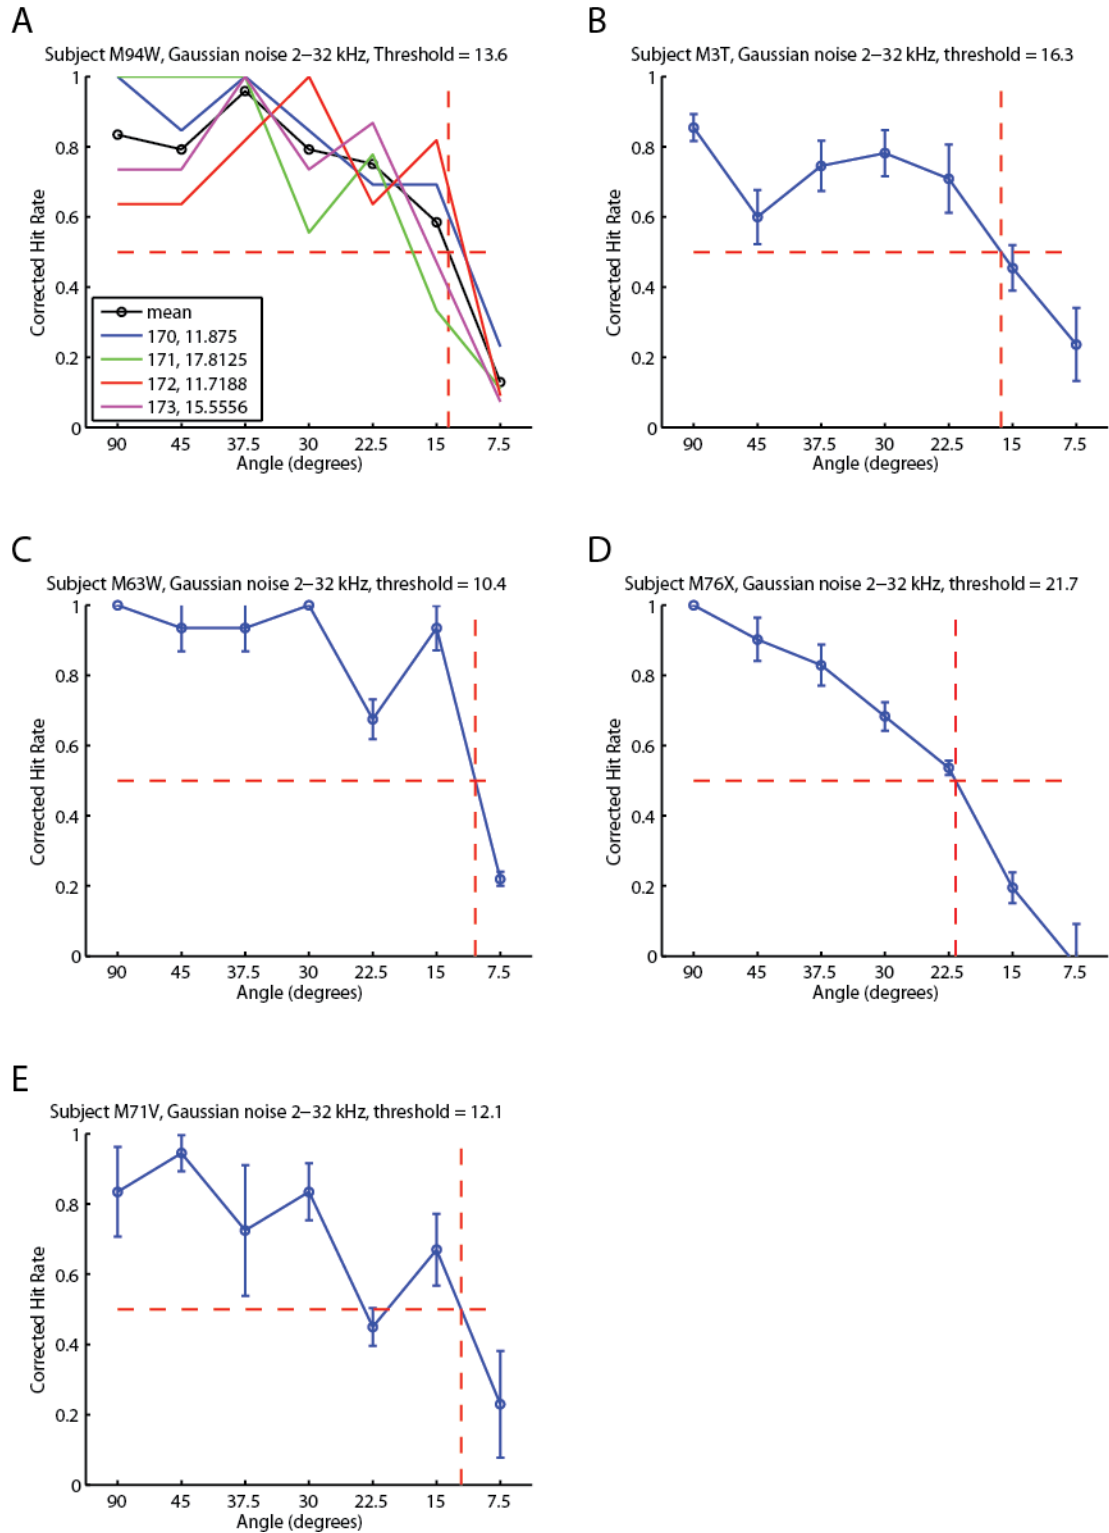 A
Subject M94W, Gaussian noise 2–32 kHz, Threshold = 13.6
1
0.8
0.6
0.4
0.2
0
Corrected Hit Rate
mean
170, 11.875
171, 17.8125
172, 11.7188
173, 15.5556
90 45 37.5 30 22.5 15 7.5
Angle (degrees)
B
Subject M3T, Gaussian noise 2–32 kHz, threshold = 16.3
1
0.8
0.6
0.4
0.2
0
Corrected Hit Rate
90 45 37.5 30 22.5 15 7.5
Angle (degrees)
C
Subject M63W, Gaussian noise 2–32 kHz, threshold = 10.4
1
0.8
0.6
0.4
0.2
0
Corrected Hit Rate
90 45 37.5 30 22.5 15 7.5
Angle (degrees)
D
Subject M76X, Gaussian noise 2–32 kHz, threshold = 21.7
1
0.8
0.6
0.4
0.2
0
Corrected Hit Rate
90 45 37.5 30 22.5 15 7.5
Angle (degrees)
E
Subject M71V, Gaussian noise 2–32 kHz, threshold = 12.1
1
0.8
0.6
0.4
0.2
0
Corrected Hit Rate
90 45 37.5 30 22.5 15 7.5
Angle (degrees)